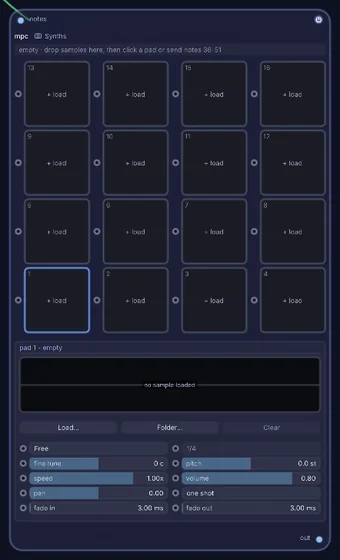 notes
mpc Synths
empty - drop samples here, then click a pad or send notes 36-51
13 14 15 16
+ load + load + load + load
9 10 11 12
+ load + load + load + load
5 6 7 8
+ load + load + load + load
1 2 3 4
+ load + load + load + load
pad 1 - empty
no sample loaded
Load... Folder... Clear
Free 1/4
fine tune 0 c pitch 0.0 st
speed 1.00x volume 0.80
pan 0.00 one shot
fade in 3.00 ms fade out 3.00 ms
out